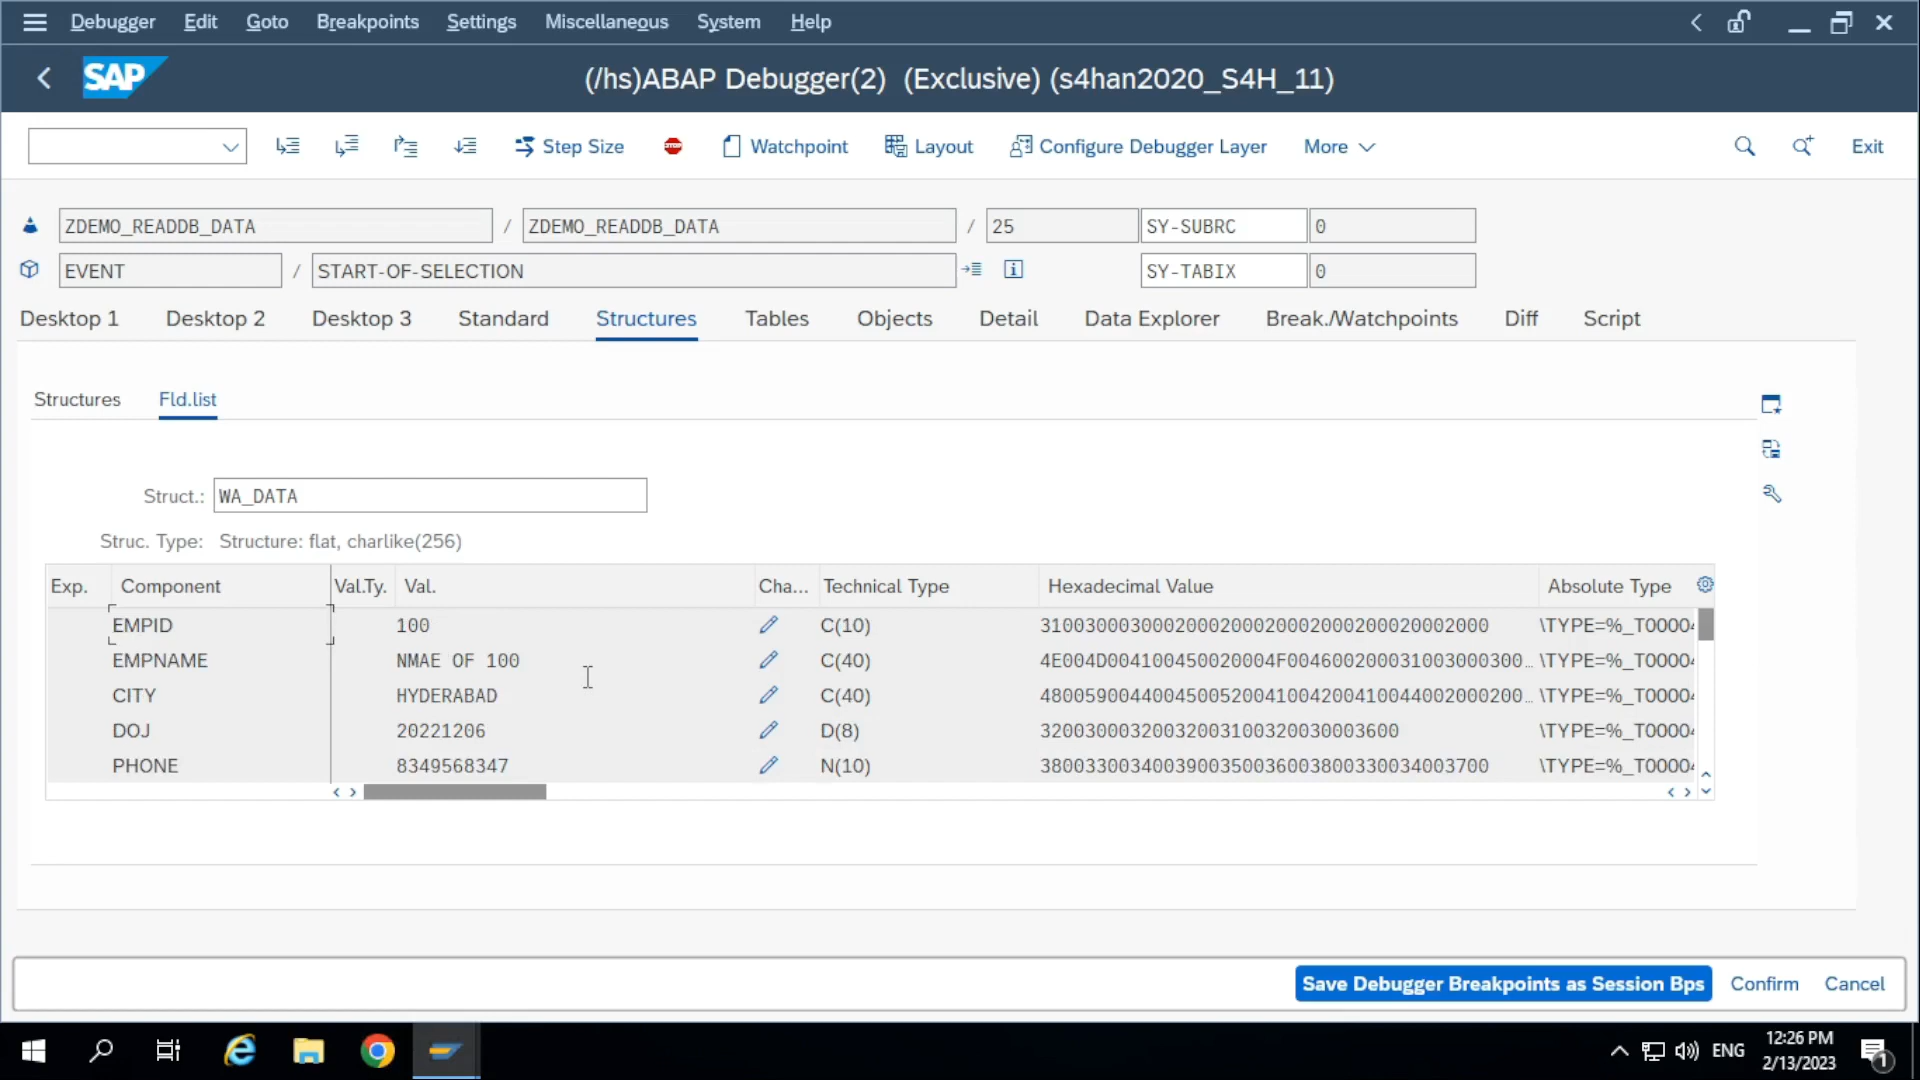 Debugger Edit Goto Breakpoints Settings Miscellaneous System Help
SAP (/hs)ABAP Debugger(2) (Exclusive) (s4han2020_S4H_11)
Step Size STOP Watchpoint Layout Configure Debugger Layer More Exit
ZDEMO_READDB_DATA / ZDEMO_READDB_DATA / 25 SY-SUBRC 0
EVENT / START-OF-SELECTION SY-TABIX 0
Desktop 1 Desktop 2 Desktop 3 Standard Structures Tables Objects Detail Data Explorer Break./Watchpoints Diff Script
Structures Fld.list
Struct.: WA_DATA
Struc. Type: Structure: flat, charlike(256)
Exp. Component Val.Ty. Val. Cha... Technical Type Hexadecimal Value Absolute Type
EMPID 100 C(10) 3100300030002000200020002000200020002000 \TYPE=%_T0000
EMPNAME NMAE OF 100 C(40) 4E004D004100450020004F004600200031003000300... \TYPE=%_T0000
CITY HYDERABAD C(40) 4800590044004500520041004200410044002000200... \TYPE=%_T0000
DOJ 20221206 D(8) 32003000320032003100320030003600 \TYPE=%_T0000
PHONE 8349568347 N(10) 3800330034003900350036003800330034003700 \TYPE=%_T0000
Save Debugger Breakpoints as Session Bps Confirm Cancel
ENG 12:26 PM
2/13/2023 1